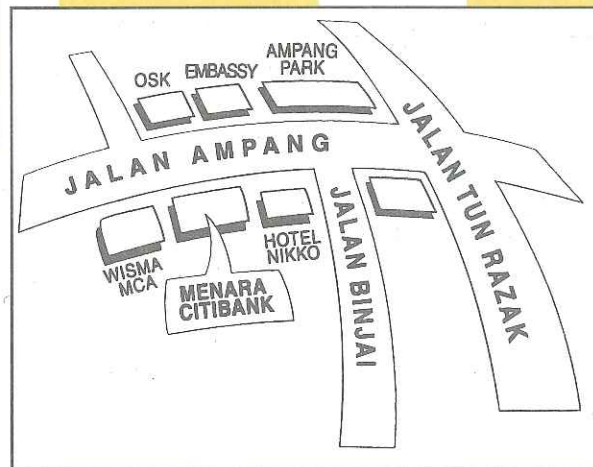 OSK
EMBASSY
AMPANG
PARK
JALAN AMPANG
JALAN TUN RAZAK
WISMA
MCA
MENARA
CITIBANK
HOTEL
NIKKO
JALAN BINJAI